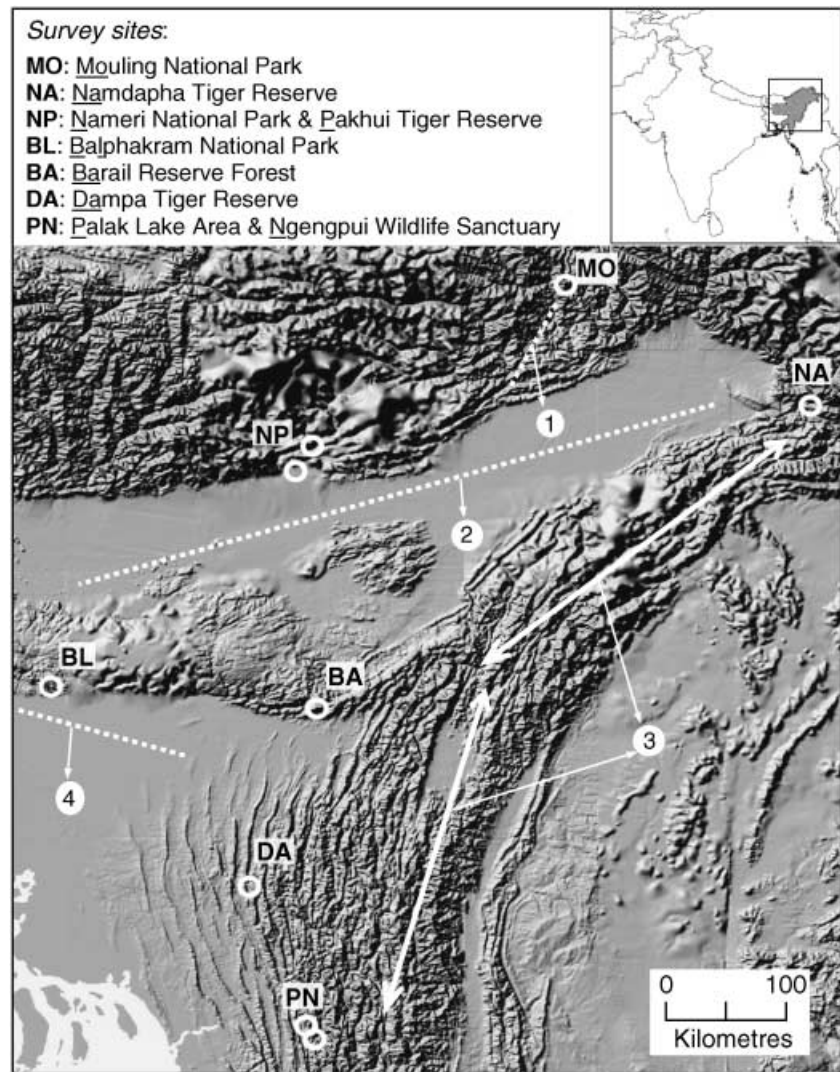 Survey sites:
MO: Mouling National Park
NA: Namdapha Tiger Reserve
NP: Nameri National Park & Pakhui Tiger Reserve
BL: Balphakram National Park
BA: Barail Reserve Forest
DA: Dampa Tiger Reserve
PN: Palak Lake Area & Ngengpui Wildlife Sanctuary
MO
NA
1
NP
2
BL
BA
3
4
DA
PN
0 100
Kilometres